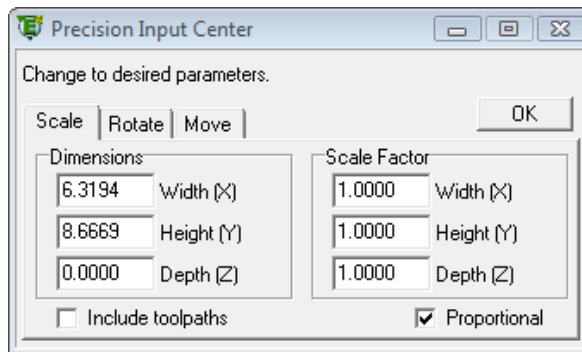 Precision Input Center
Change to desired parameters.
OK
Scale Rotate Move
Dimensions Scale Factor
6.3194 Width (X) 1.0000 Width (X)
8.6669 Height (Y) 1.0000 Height (Y)
0.0000 Depth (Z) 1.0000 Depth (Z)
Include toolpaths Proportional